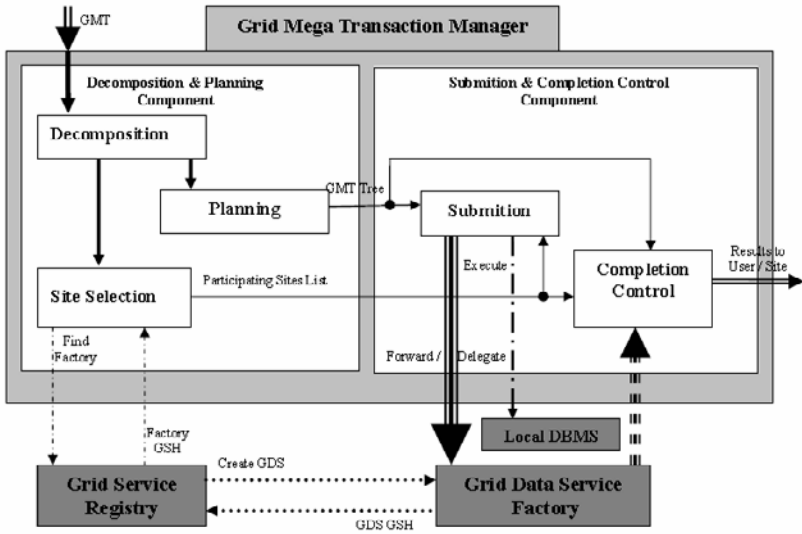 GMT
Grid Mega Transaction Manager
Decomposition & Planning
Component
Submition & Completion Control
Component
Decomposition
GMT Tree
Planning
Submition
Results to
User / Site
Execute
Completion
Control
Participating Sites List
Site Selection
Find
Factory
Forward /
Delegate
Factory
GSH
Local DBMS
Create GDS
Grid Service
Registry
Grid Data Service
Factory
GDS GSH